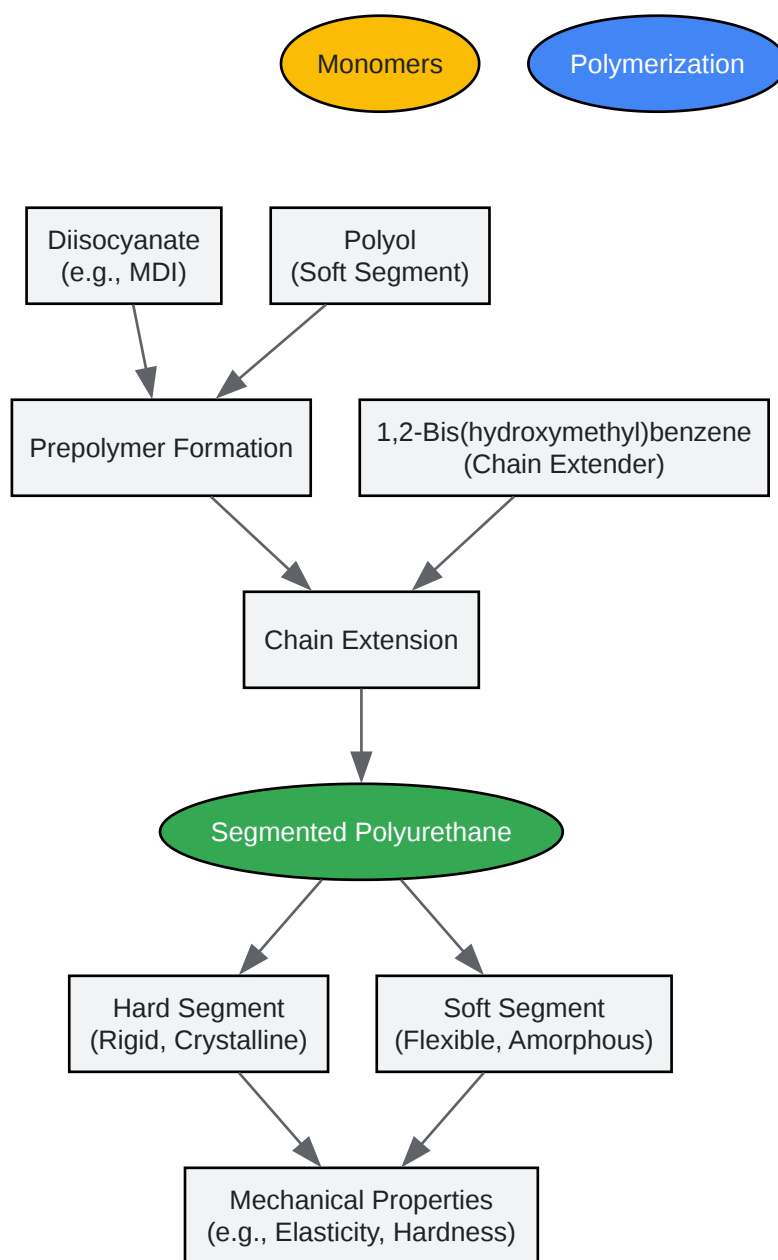 Monomers
Polymerization
Diisocyanate
(e.g., MDI)
Polyol
(Soft Segment)
Prepolymer Formation
1,2-Bis(hydroxymethyl)benzene
(Chain Extender)
Chain Extension
Segmented Polyurethane
Hard Segment
(Rigid, Crystalline)
Soft Segment
(Flexible, Amorphous)
Mechanical Properties
(e.g., Elasticity, Hardness)